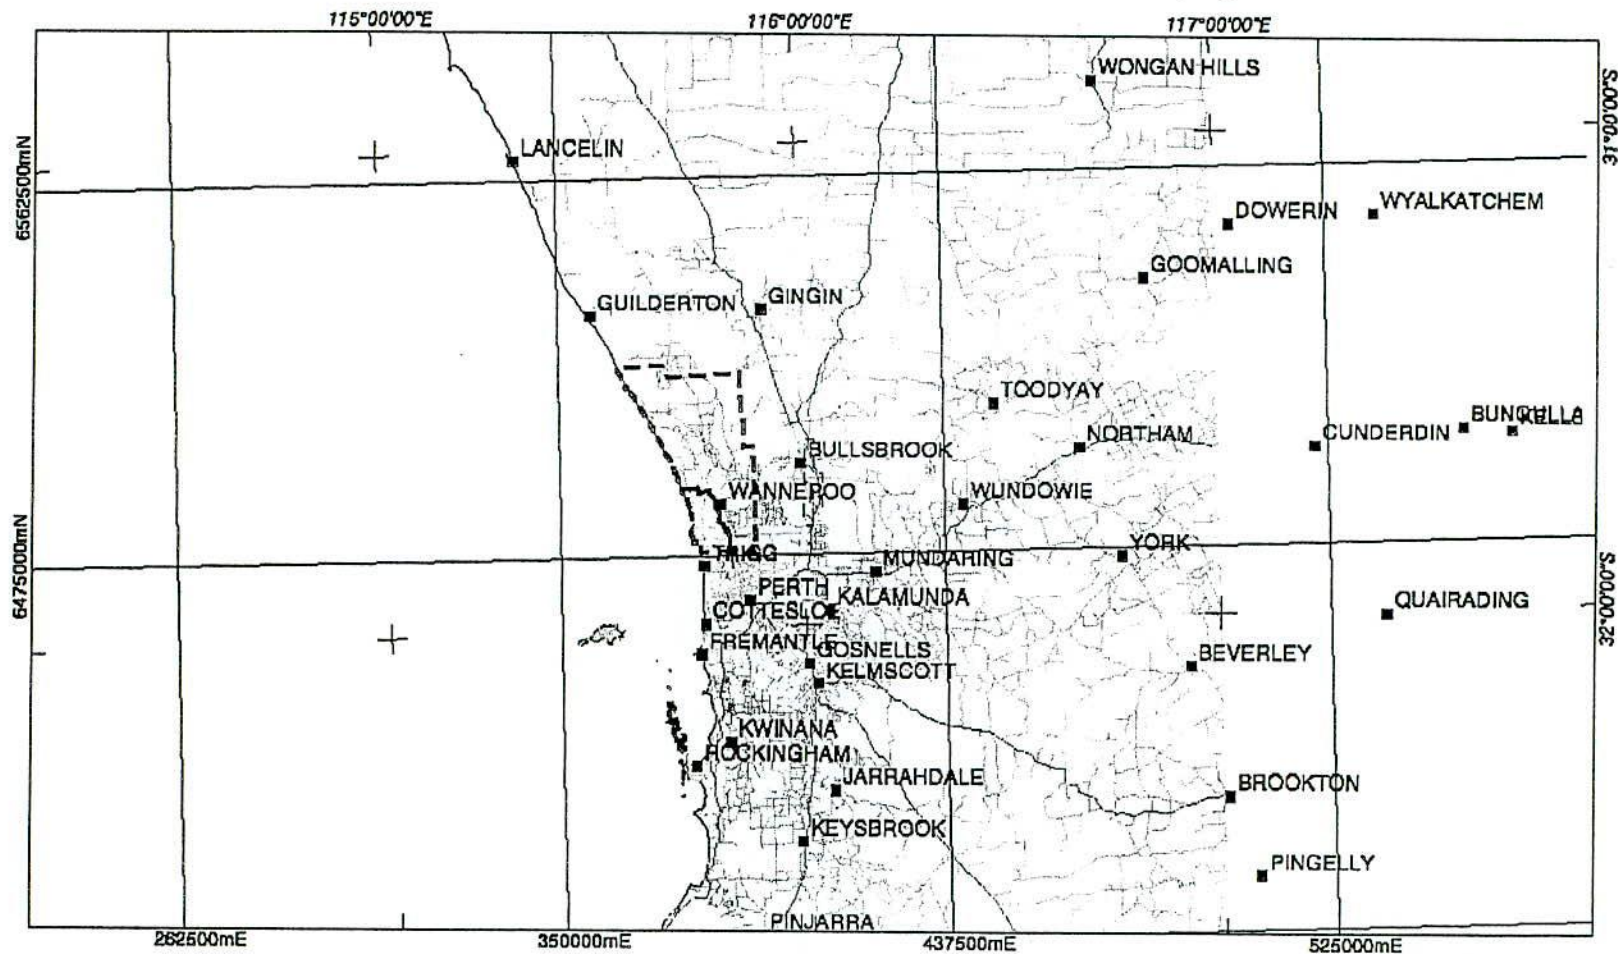 115°00'00"E
116°00'00"E
117°00'00"E
WONGAN HILLS
LANCELIN
31°00'00"S
6562500mN
DOWERIN
WYALKATCHEM
GOOMALLING
GUILDERTON
GINGIN
TOODYAY
BUNGULLA
NORTHAM
CUNDERDIN
BULLSBROOK
WANNEROO
WUNDOWIE
6475000mN
TRIGG
MUNDARING
YORK
PERTH
KALAMUNDA
COTTESLOE
QUAIRADING
32°00'00"S
FREMANTLE
GOSNELLS
BEVERLEY
KELMSCOTT
KWINANA
ROCKINGHAM
JARRAHDALE
BROOKTON
KEYSBROOK
PINGELLY
PINJARRA
262500mE
350000mE
437500mE
525000mE